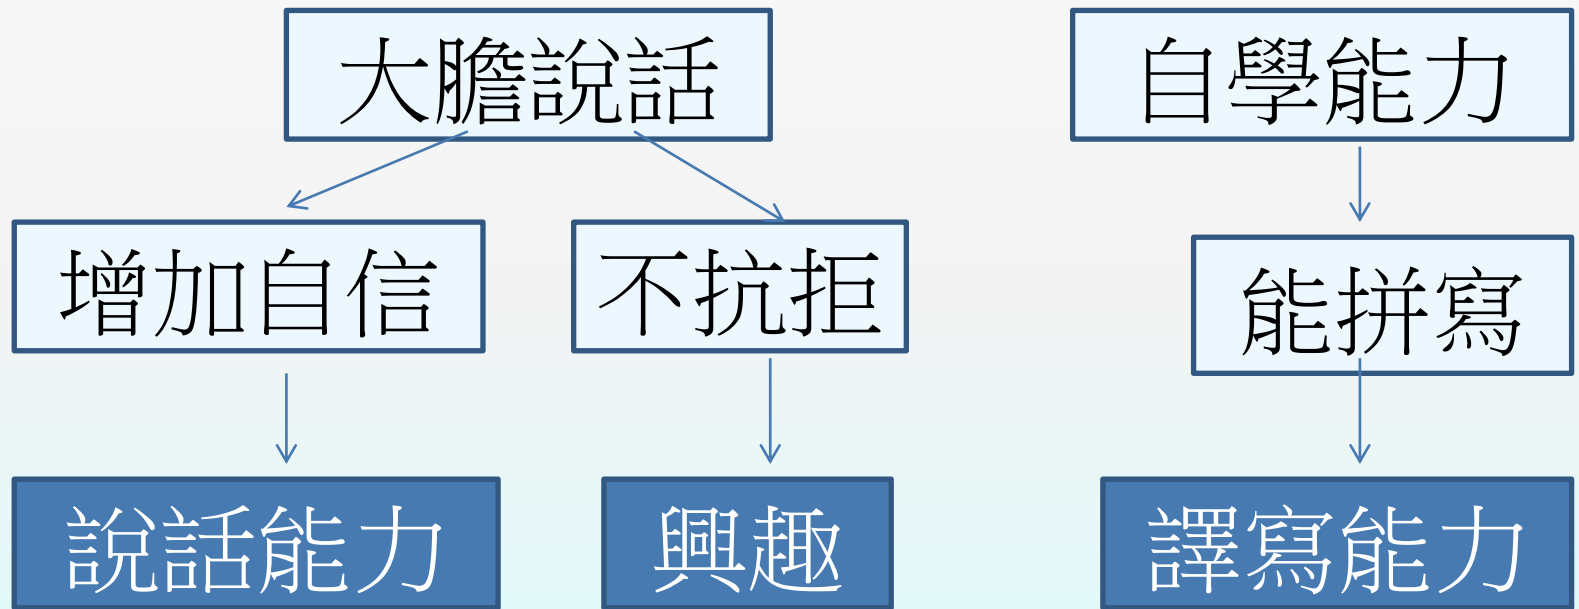 大膽說話
自學能力
增加自信
不抗拒
能拼寫
說話能力
興趣
譯寫能力